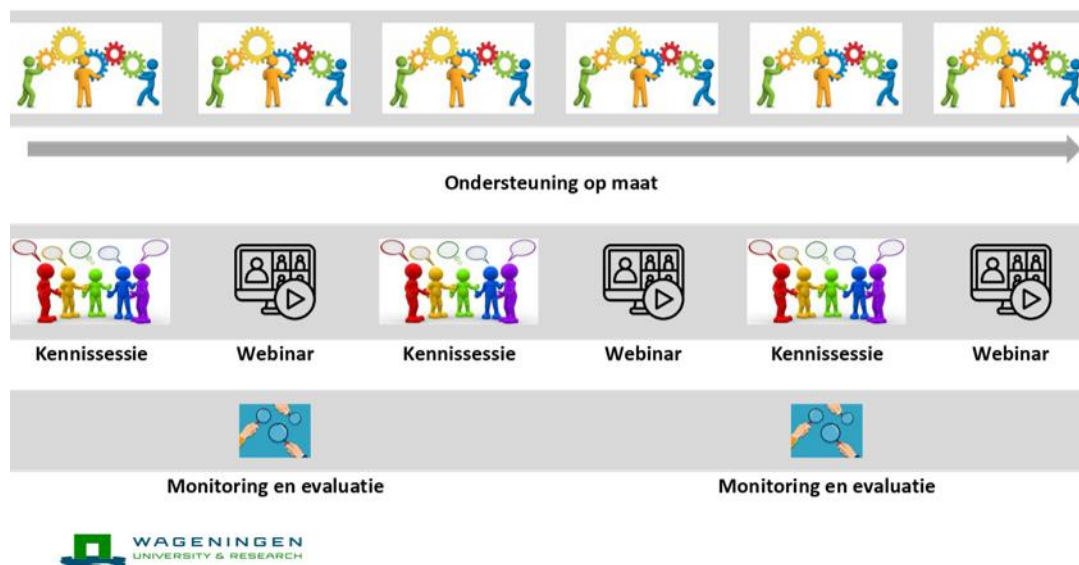 Ondersteuning op maat
Kennissessie Webinar Kennissessie Webinar Kennissessie Webinar
Monitoring en evaluatie Monitoring en evaluatie
WAGENINGEN
UNIVERSITY & RESEARCH